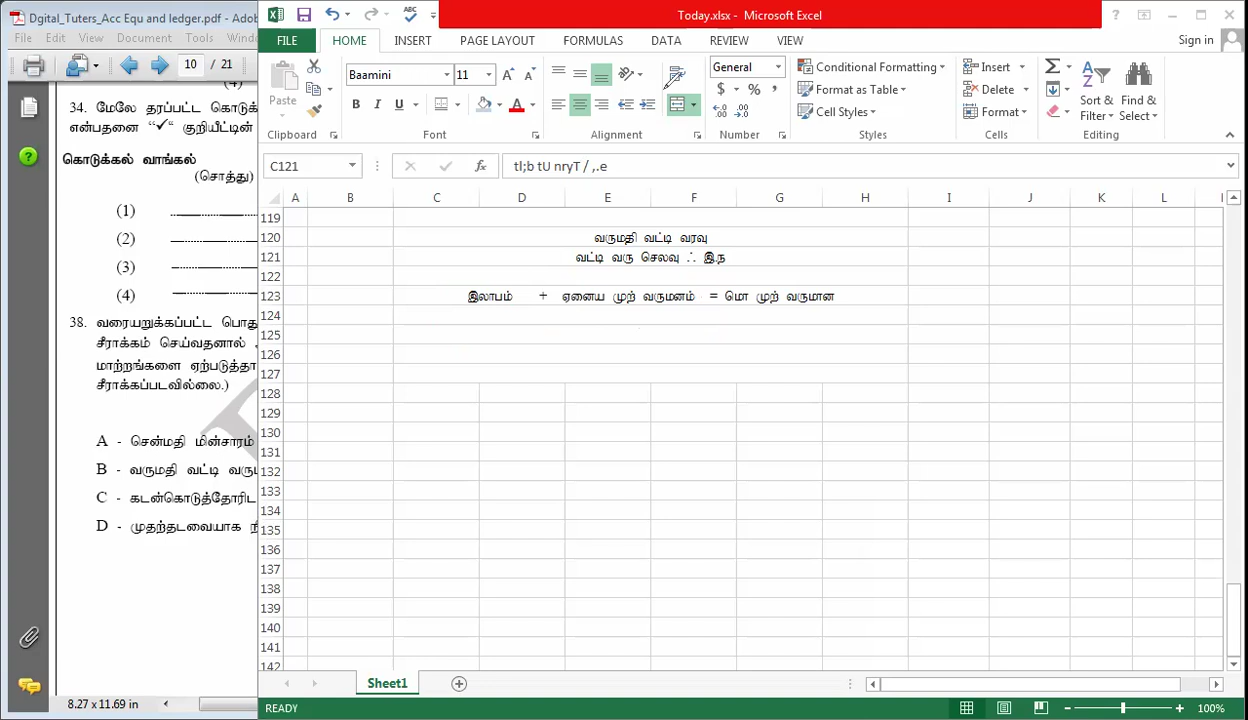 Dgital_Tuters_Acc Equ and ledger.pdf - Adob
File Edit View Document Tools Windo
10 / 21
34. மேலே தரப்பட்ட கொடுக்
என்பதனை "✓" குறியீட்டின்
கொடுக்கல் வாங்கல்
(சொத்து)
(1)
(2)
(3)
(4)
38. வரையறுக்கப்பட்ட பொத
சீராக்கம் செய்வதனால்
மாற்றங்களை ஏற்படுத்தா
சீராக்கப்படவில்லை.)
A - சென்மதி மின்சாரம்
B - வருமதி வட்டி வரு
C - கடன்கொடுத்தோரிட
D - முதற்தடவையாக நி
8.27 x 11.69 in
Today.xlsx - Microsoft Excel
FILE HOME INSERT PAGE LAYOUT FORMULAS DATA REVIEW VIEW
Sign in
Paste
Baamini 11
B I U
General
$ % ,
Conditional Formatting
Format as Table
Cell Styles
Insert
Delete
Format
Sort & Filter
Find & Select
Clipboard Font Alignment Number Styles Cells Editing
C121 fx tl;b tU nryT / ,.e
A B C D E F G H I J K L
119
120 வருமதி வட்டி வரவு
121 வட்டி வரு செலவு ∴ இ.ந
122
123 இலாபம் + ஏனைய முற் வருமனம் = மொ முற் வருமான
124
125
126
127
128
129
130
131
132
133
134
135
136
137
138
139
140
141
142
Sheet1
READY
100%